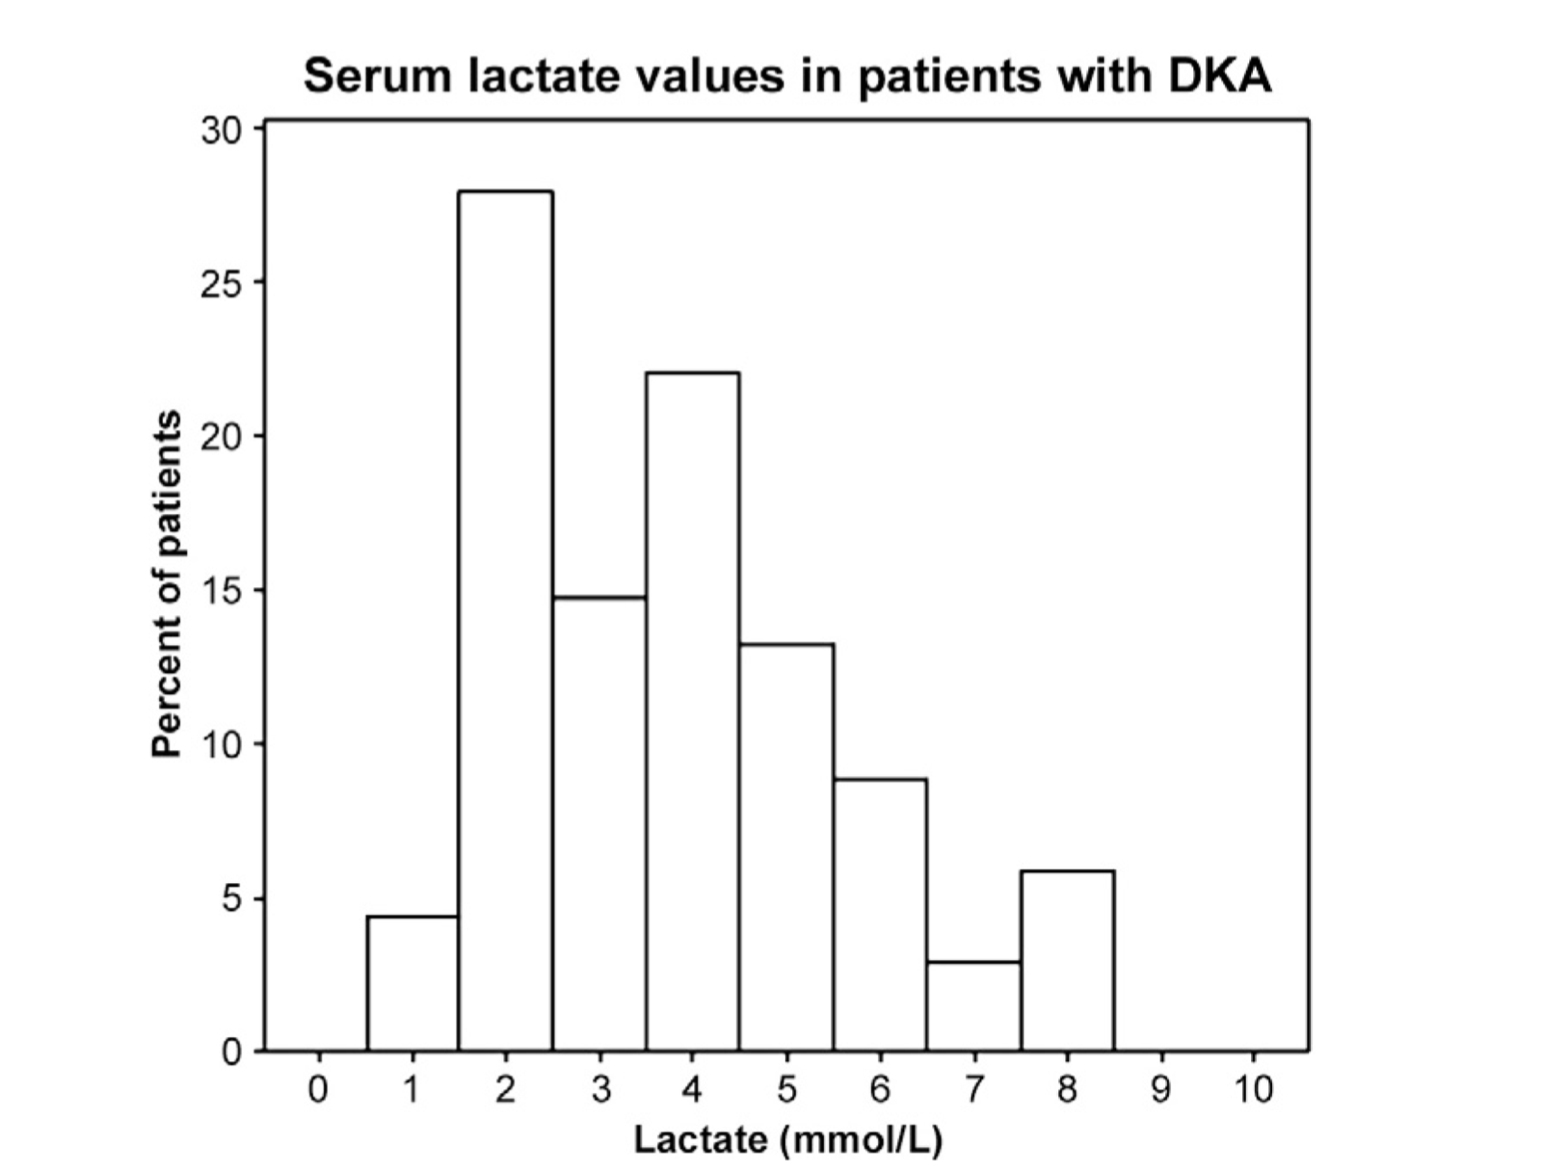 Serum lactate values in patients with DKA
30
25
20
15
10
5
0
Percent of patients
0 1 2 3 4 5 6 7 8 9 10
Lactate (mmol/L)